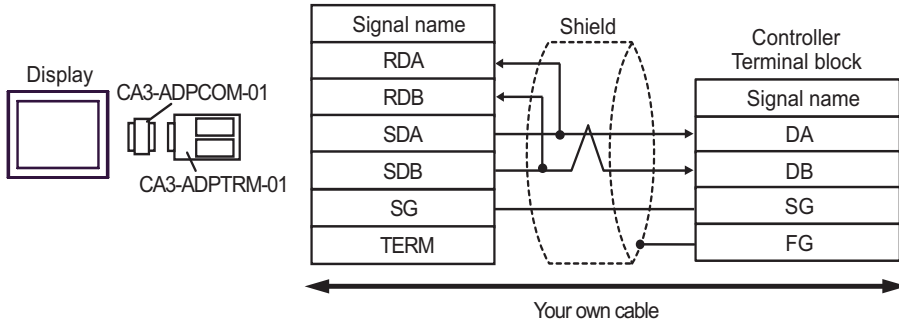 Display
CA3-ADPCOM-01
CA3-ADPTRM-01
Signal name
RDA
RDB
SDA
SDB
SG
TERM
Shield
Controller
Terminal block
Signal name
DA
DB
SG
FG
Your own cable